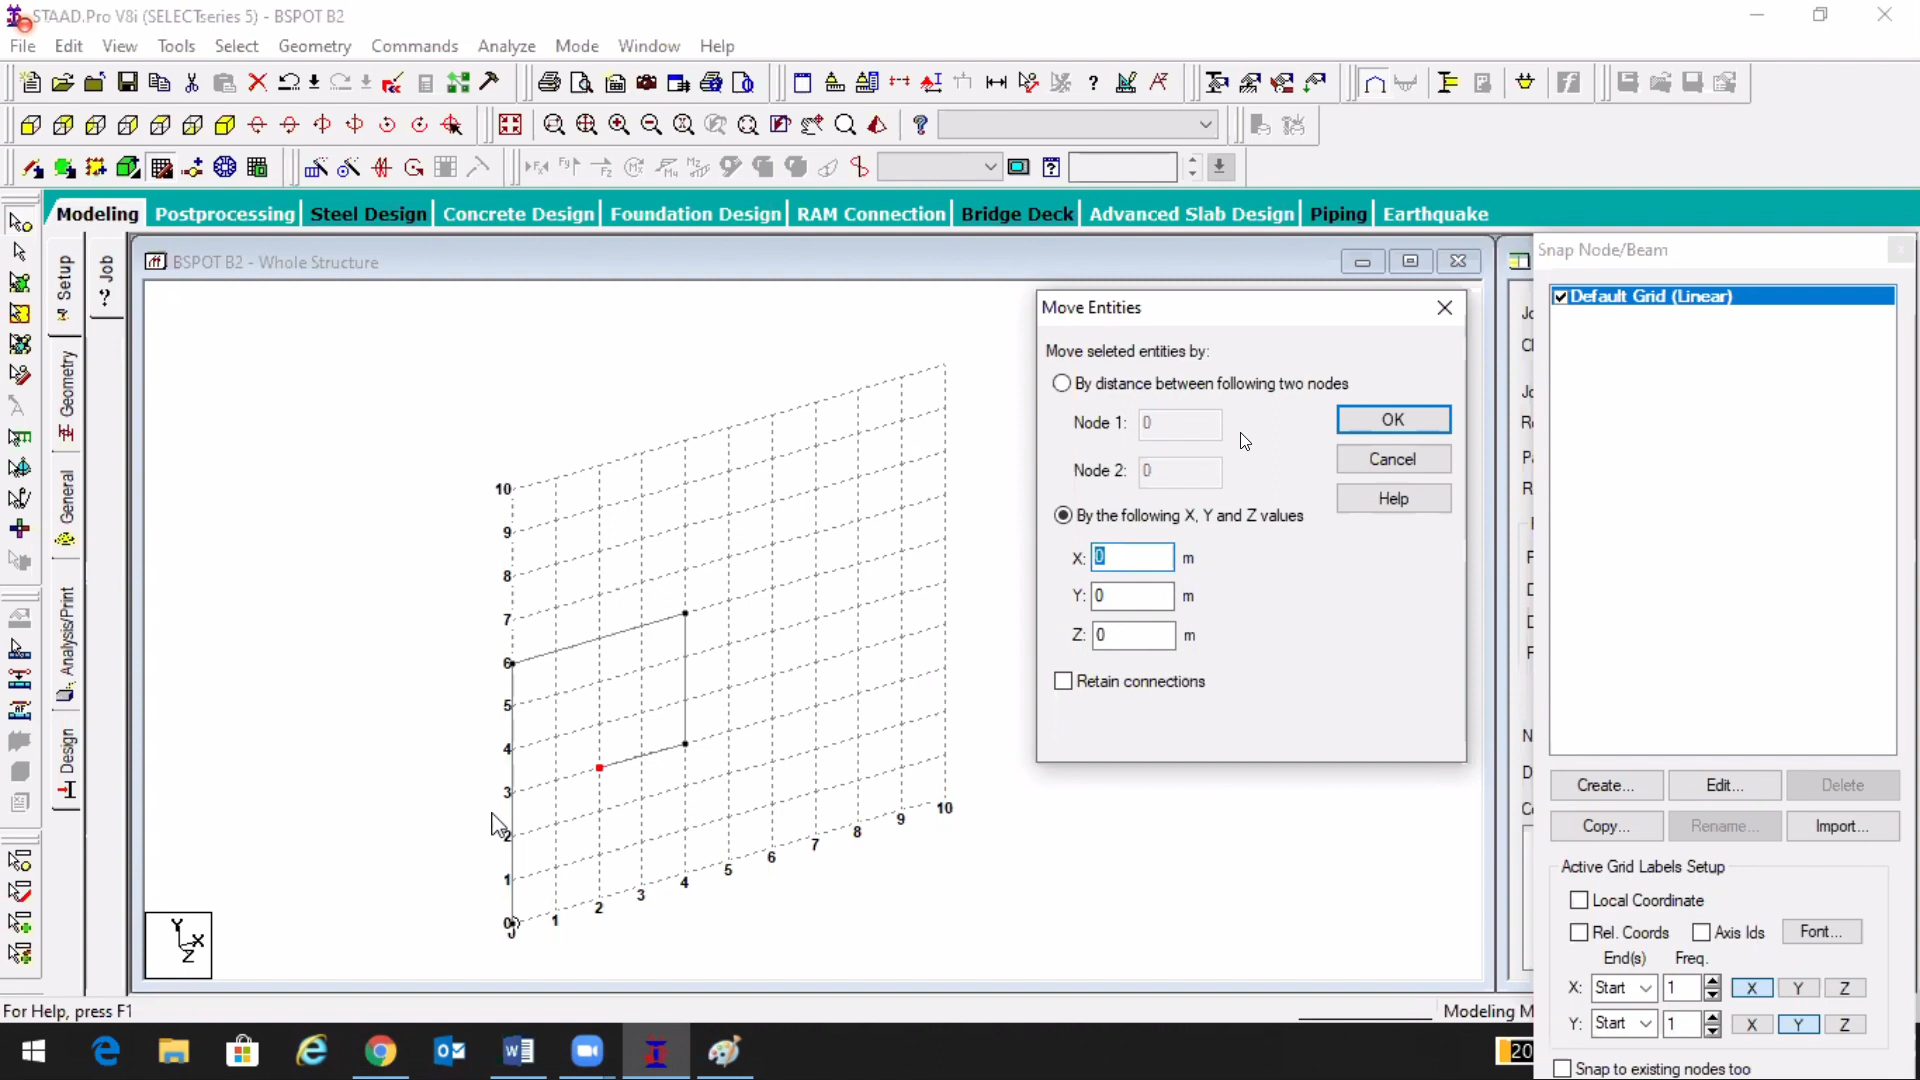 STAAD.Pro V8i (SELECTseries 5) - BSPOT B2
File Edit View Tools Select Geometry Commands Analyze Mode Window Help
Modeling Postprocessing Steel Design Concrete Design Foundation Design RAM Connection Bridge Deck Advanced Slab Design Piping Earthquake
Setup
Geometry
General
Analysis/Print
Design
Job
BSPOT B2 - Whole Structure
10
9
8
7
6
5
4
3
2
1
0
1
2
3
4
5
6
7
8
9
10
Y
X
Z
Move Entities
Move seleted entities by:
By distance between following two nodes
Node 1: 0
Node 2: 0
By the following X, Y and Z values
X: 0 m
Y: 0 m
Z: 0 m
Retain connections
OK
Cancel
Help
Snap Node/Beam
Default Grid (Linear)
Create... Edit... Delete
Copy... Rename... Import...
Active Grid Labels Setup
Local Coordinate
Rel. Coords Axis Ids Font...
End(s) Freq.
X: Start 1 X Y Z
Y: Start 1 X Y Z
Snap to existing nodes too
For Help, press F1
Modeling M
20